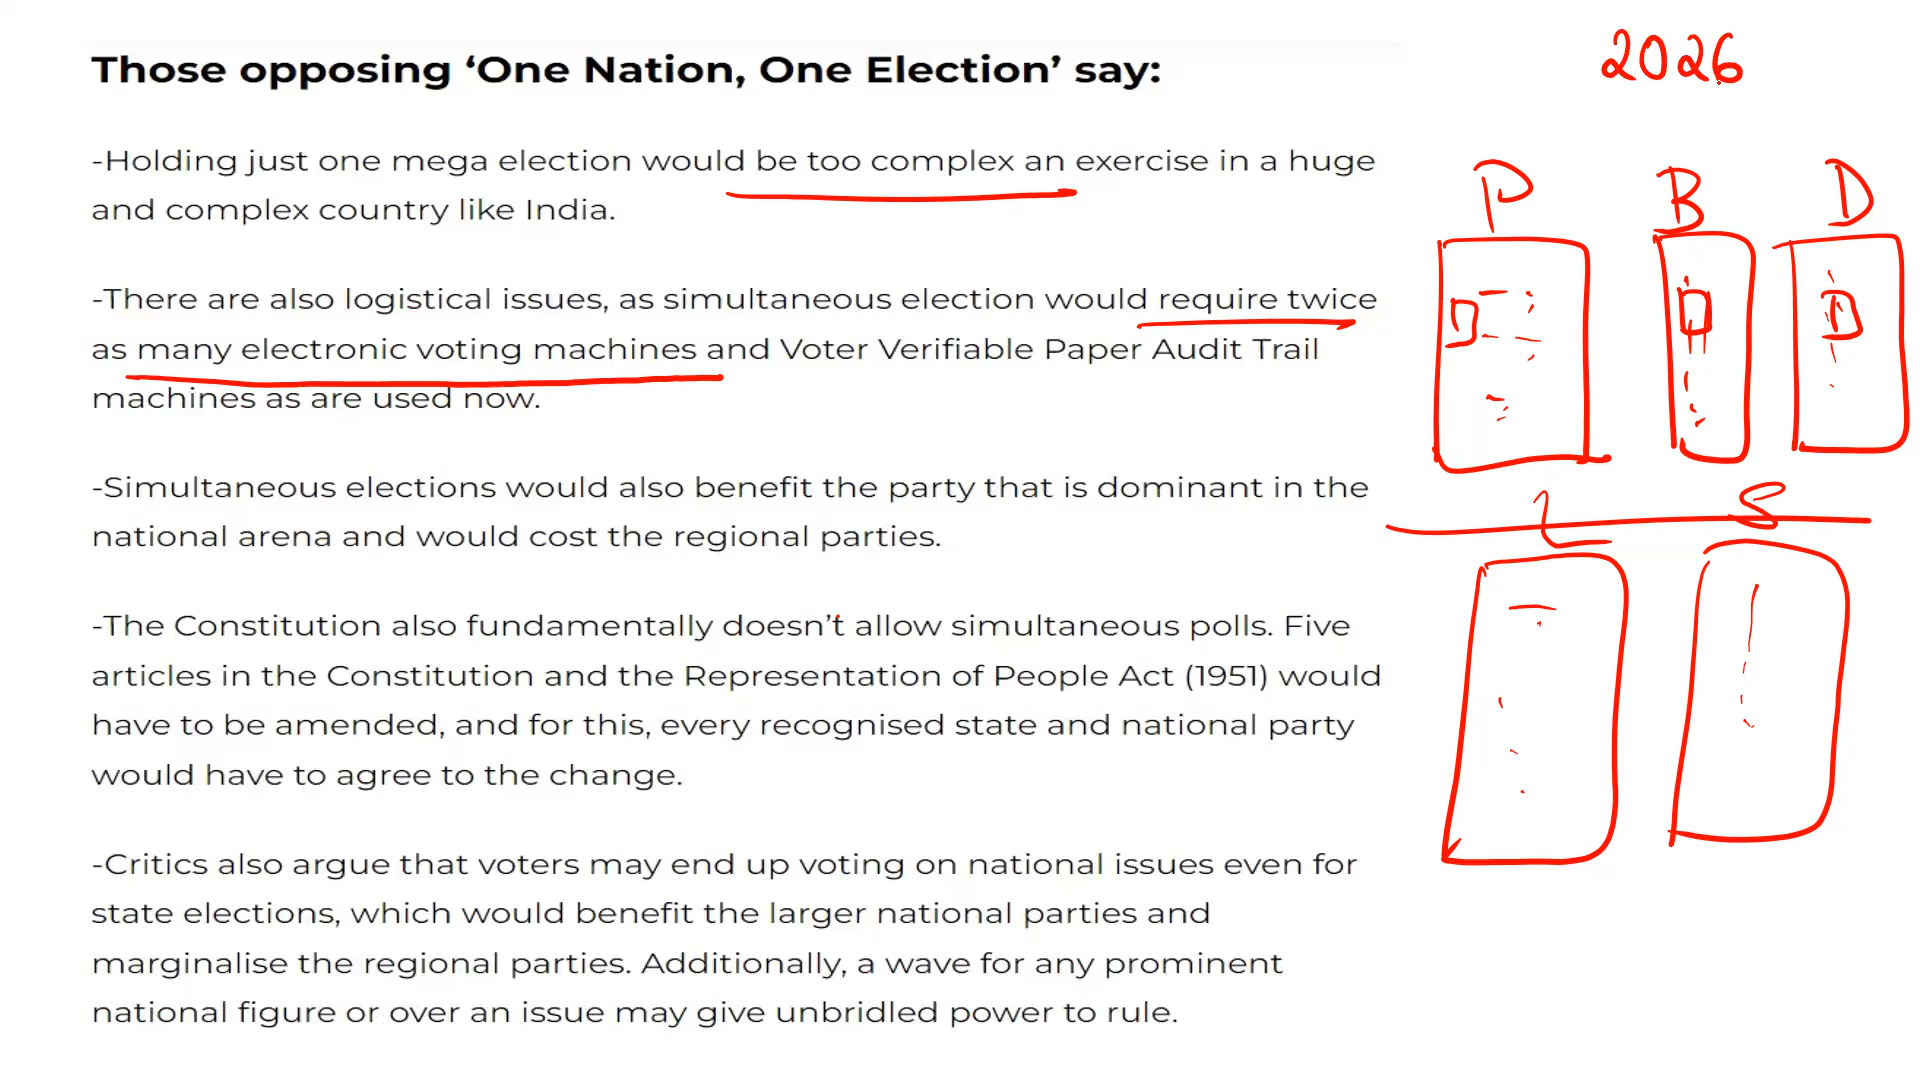 Those opposing ‘One Nation, One Election’ say:
2026
-Holding just one mega election would be too complex an exercise in a huge
and complex country like India.
P B D
-There are also logistical issues, as simultaneous election would require twice
as many electronic voting machines and Voter Verifiable Paper Audit Trail
machines as are used now.
-Simultaneous elections would also benefit the party that is dominant in the
national arena and would cost the regional parties.
L S
-The Constitution also fundamentally doesn’t allow simultaneous polls. Five
articles in the Constitution and the Representation of People Act (1951) would
have to be amended, and for this, every recognised state and national party
would have to agree to the change.
-Critics also argue that voters may end up voting on national issues even for
state elections, which would benefit the larger national parties and
marginalise the regional parties. Additionally, a wave for any prominent
national figure or over an issue may give unbridled power to rule.